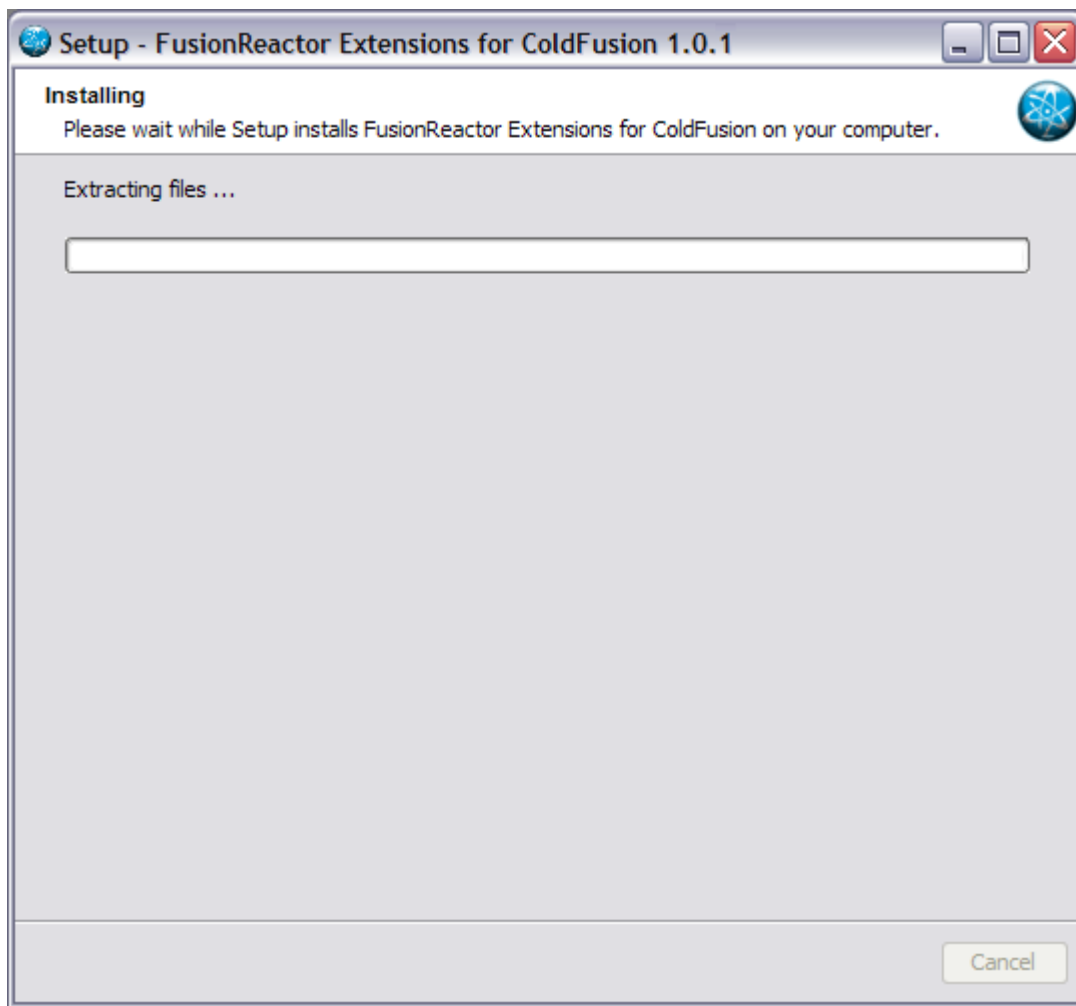 Setup - FusionReactor Extensions for ColdFusion 1.0.1
Installing
Please wait while Setup installs FusionReactor Extensions for ColdFusion on your computer.
Extracting files ...
Cancel